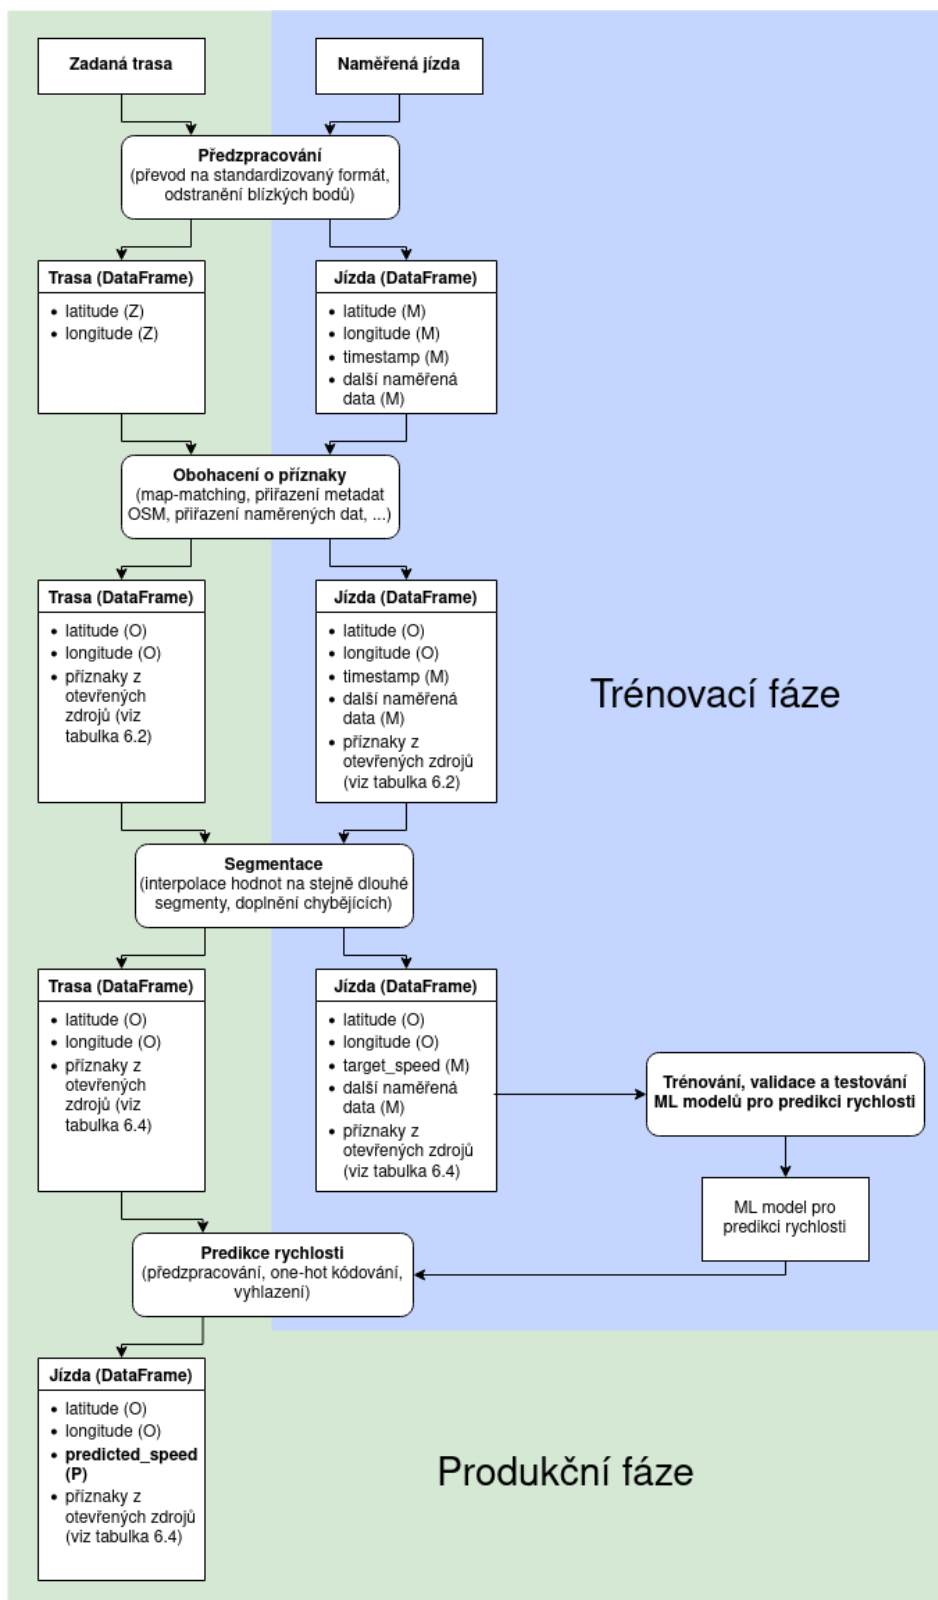 Zadaná trasa
Naměřená jízda
Předzpracování
(převod na standardizovaný formát,
odstranění blízkých bodů)
Trasa (DataFrame)
• latitude (Z)
• longitude (Z)
Jízda (DataFrame)
• latitude (M)
• longitude (M)
• timestamp (M)
• další naměřená
data (M)
Obohacení o příznaky
(map-matching, přiřazení metadat
OSM, přiřazení naměrených dat, ...)
Trasa (DataFrame)
• latitude (O)
• longitude (O)
• příznaky z
otevřených
zdrojů (viz
tabulka 6.2)
Jízda (DataFrame)
• latitude (O)
• longitude (O)
• timestamp (M)
• další naměřená
data (M)
• příznaky z
otevřených zdrojů
(viz tabulka 6.2)
Trénovací fáze
Segmentace
(interpolace hodnot na stejně dlouhé
segmenty, doplnění chybějících)
Trasa (DataFrame)
• latitude (O)
• longitude (O)
• příznaky z
otevřených
zdrojů (viz
tabulka 6.4)
Jízda (DataFrame)
• latitude (O)
• longitude (O)
• target_speed (M)
• další naměřená
data (M)
• příznaky z
otevřených zdrojů
(viz tabulka 6.4)
Trénování, validace a testování
ML modelů pro predikci rychlosti
ML model pro
predikci rychlosti
Predikce rychlosti
(předzpracování, one-hot kódování,
vyhlazení)
Jízda (DataFrame)
• latitude (O)
• longitude (O)
• predicted_speed
(P)
• příznaky z
otevřených zdrojů
(viz tabulka 6.4)
Produkční fáze